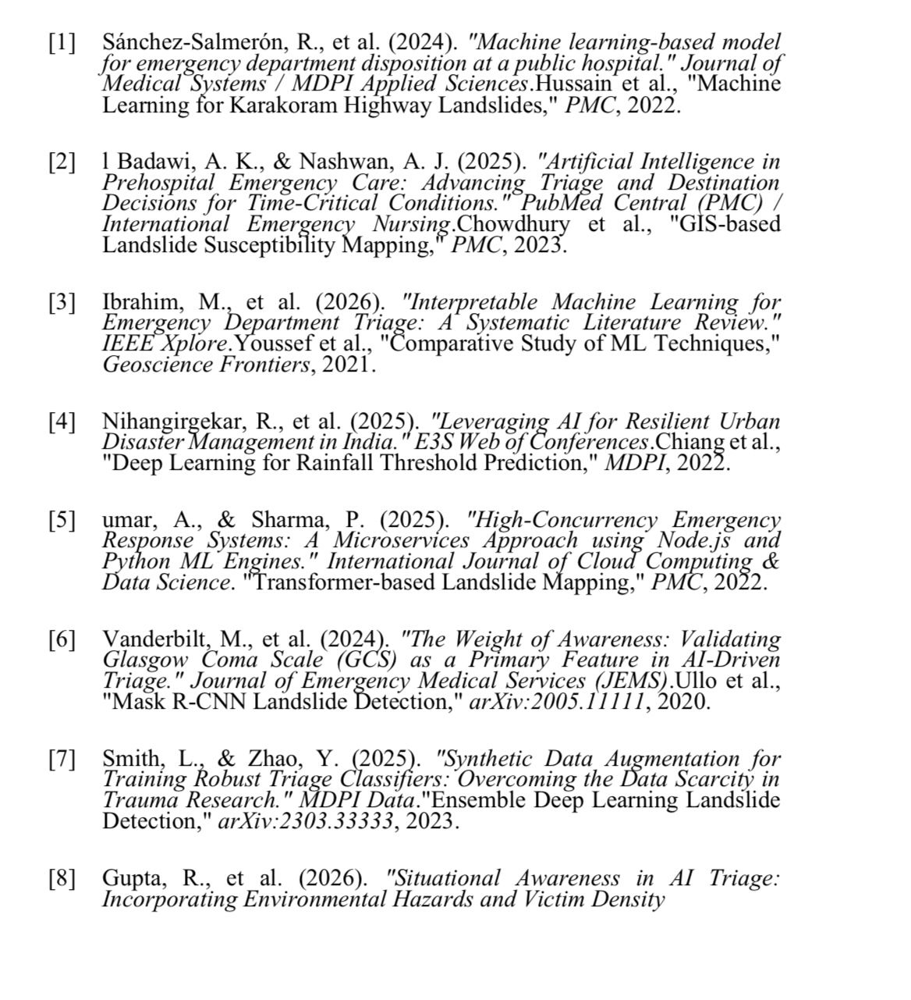 [1] Sánchez-Salmerón, R., et al. (2024). "Machine learning-based model
for emergency department disposition at a public hospital." Journal of
Medical Systems / MDPI Applied Sciences.Hussain et al., "Machine
Learning for Karakoram Highway Landslides," PMC, 2022.
[2] l Badawi, A. K., & Nashwan, A. J. (2025). "Artificial Intelligence in
Prehospital Emergency Care: Advancing Triage and Destination
Decisions for Time-Critical Conditions." PubMed Central (PMC) /
International Emergency Nursing.Chowdhury et al., "GIS-based
Landslide Susceptibility Mapping," PMC, 2023.
[3] Ibrahim, M., et al. (2026). "Interpretable Machine Learning for
Emergency Department Triage: A Systematic Literature Review."
IEEE Xplore.Youssef et al., "Comparative Study of ML Techniques,"
Geoscience Frontiers, 2021.
[4] Nihangirgekar, R., et al. (2025). "Leveraging AI for Resilient Urban
Disaster Management in India." E3S Web of Conferences.Chiang et al.,
"Deep Learning for Rainfall Threshold Prediction," MDPI, 2022.
[5] umar, A., & Sharma, P. (2025). "High-Concurrency Emergency
Response Systems: A Microservices Approach using Node.js and
Python ML Engines." International Journal of Cloud Computing &
Data Science. "Transformer-based Landslide Mapping," PMC, 2022.
[6] Vanderbilt, M., et al. (2024). "The Weight of Awareness: Validating
Glasgow Coma Scale (GCS) as a Primary Feature in AI-Driven
Triage." Journal of Emergency Medical Services (JEMS).Ullo et al.,
"Mask R-CNN Landslide Detection," arXiv:2005.11111, 2020.
[7] Smith, L., & Zhao, Y. (2025). "Synthetic Data Augmentation for
Training Robust Triage Classifiers: Overcoming the Data Scarcity in
Trauma Research." MDPI Data."Ensemble Deep Learning Landslide
Detection," arXiv:2303.33333, 2023.
[8] Gupta, R., et al. (2026). "Situational Awareness in AI Triage:
Incorporating Environmental Hazards and Victim Density